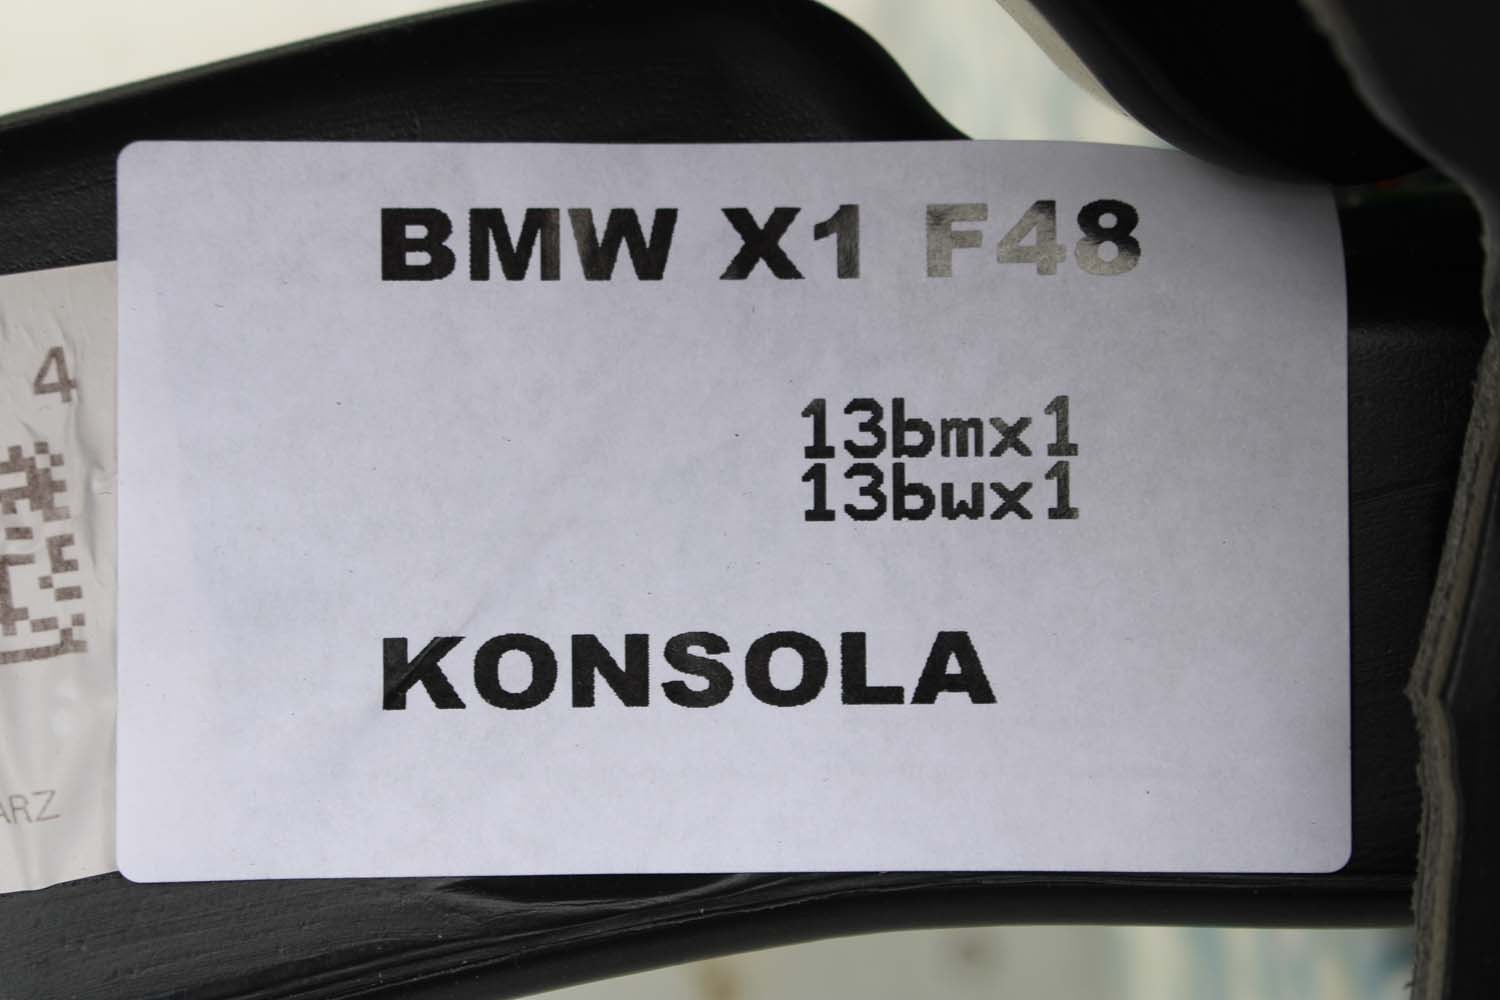 BMW X1 F48
4
13bmx1
13bwx1
KONSOLA
ARZ